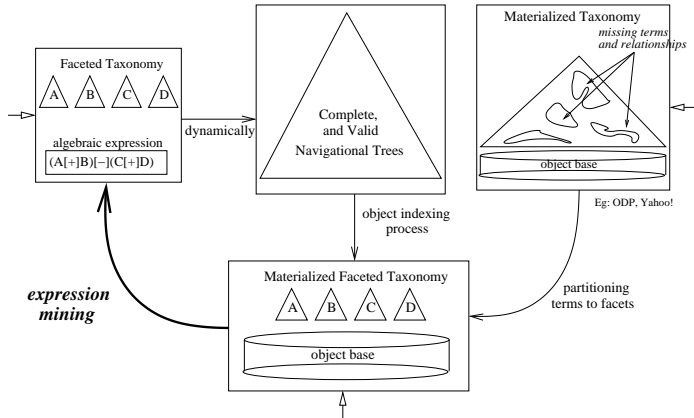 Faceted Taxonomy
A B C D
algebraic expression
(A[+]B)[−](C[+]D)
dynamically
Complete,
and Valid
Navigational Trees
Materialized Taxonomy
missing terms
and relationships
object base
Eg: ODP, Yahoo!
object indexing
process
partitioning
terms to facets
expression
mining
Materialized Faceted Taxonomy
A B C D
object base